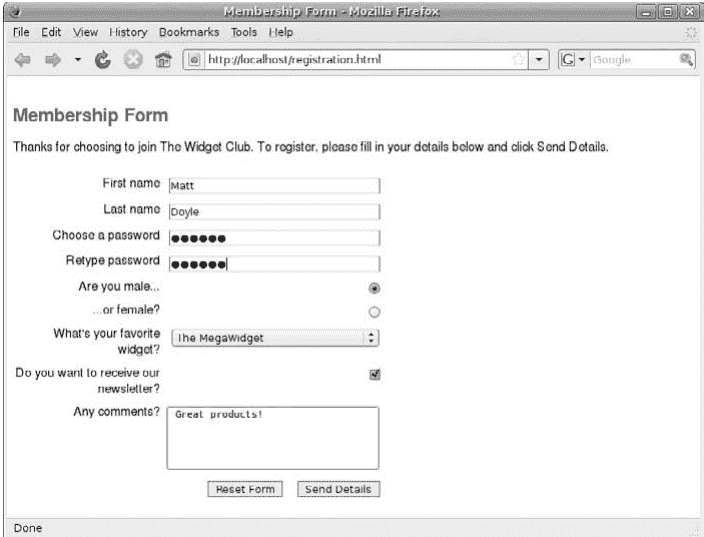 Membership Form - Mozilla Firefox
File Edit View History Bookmarks Tools Help
http://localhost/registration.html
G Google
Membership Form
Thanks for choosing to join The Widget Club. To register, please fill in your details below and click Send Details.
First name Matt
Last name Doyle
Choose a password ●●●●●●
Retype password ●●●●●●
Are you male...
...or female?
What's your favorite The MegaWidget
widget?
Do you want to receive our
newsletter?
Any comments? Great products!
Reset Form Send Details
Done